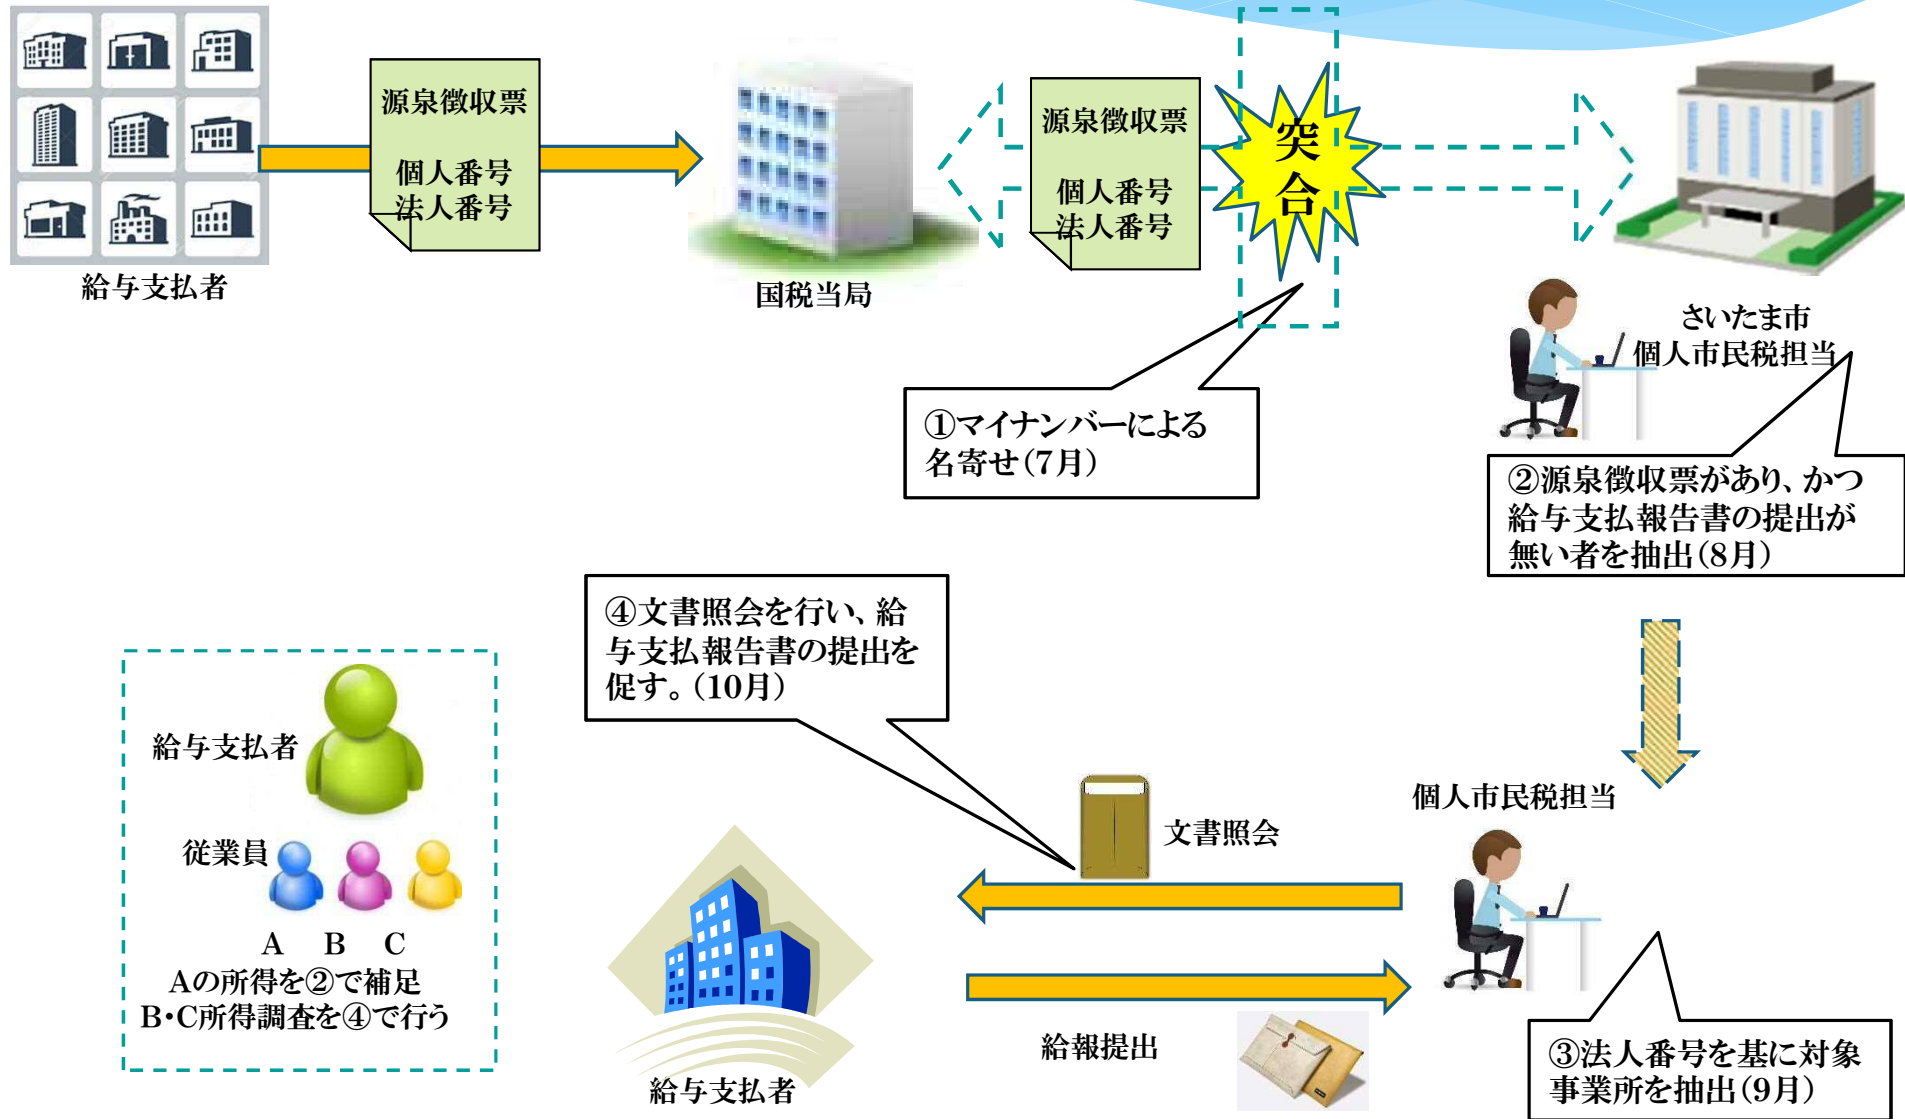 源泉徴収票
個人番号
法人番号
給与支払者
国税当局
源泉徴収票
個人番号
法人番号
突
合
さいたま市
個人市民税担当
①マイナンバーによる
名寄せ(7月)
②源泉徴収票があり、かつ
給与支払報告書の提出が
無い者を抽出(8月)
④文書照会を行い、給
与支払報告書の提出を
促す。(10月)
給与支払者
従業員
A B C
Aの所得を②で補足
B・C所得調査を④で行う
文書照会
個人市民税担当
給報提出
給与支払者
③法人番号を基に対象
事業所を抽出(9月)